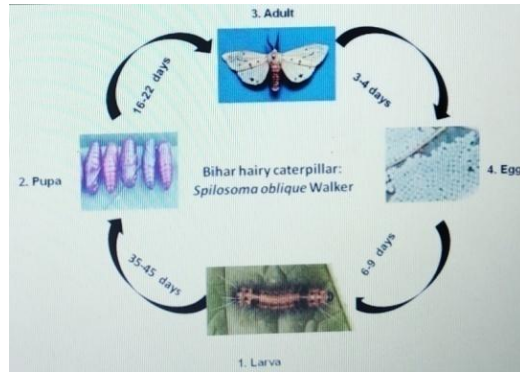 3. Adult
16-22 days
3-4 days
2. Pupa
Bihar hairy caterpillar:
Spilosoma oblique Walker
4. Egg
35-45 days
6-9 days
1. Larva